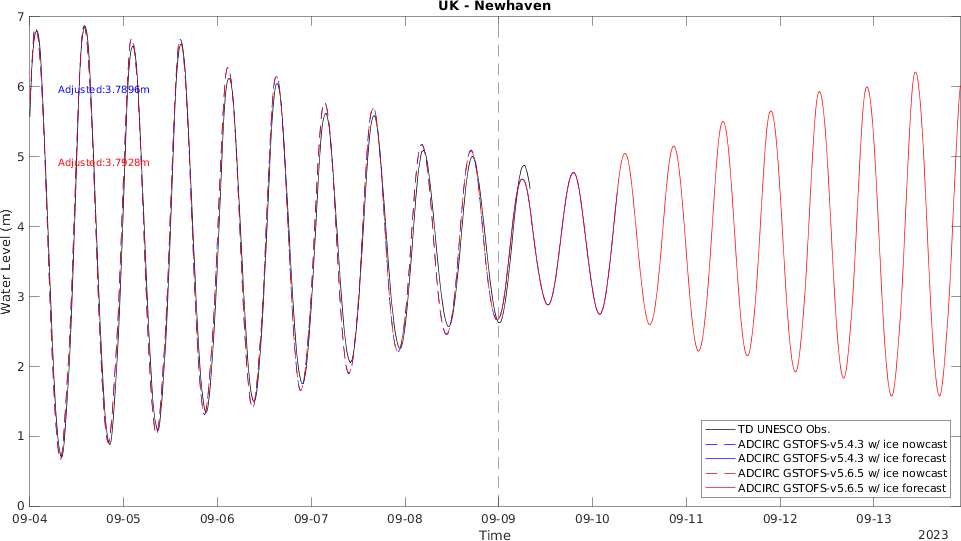 UK - Newhaven
7
6
5
4
3
2
1
0
Water Level (m)
Adjusted:3.7896m
Adjusted:3.7928m
TD UNESCO Obs.
ADCIRC GSTOFS-v5.4.3 w/ ice nowcast
ADCIRC GSTOFS-v5.4.3 w/ ice forecast
ADCIRC GSTOFS-v5.6.5 w/ ice nowcast
ADCIRC GSTOFS-v5.6.5 w/ ice forecast
09-04 09-05 09-06 09-07 09-08 09-09 09-10 09-11 09-12 09-13
Time
2023